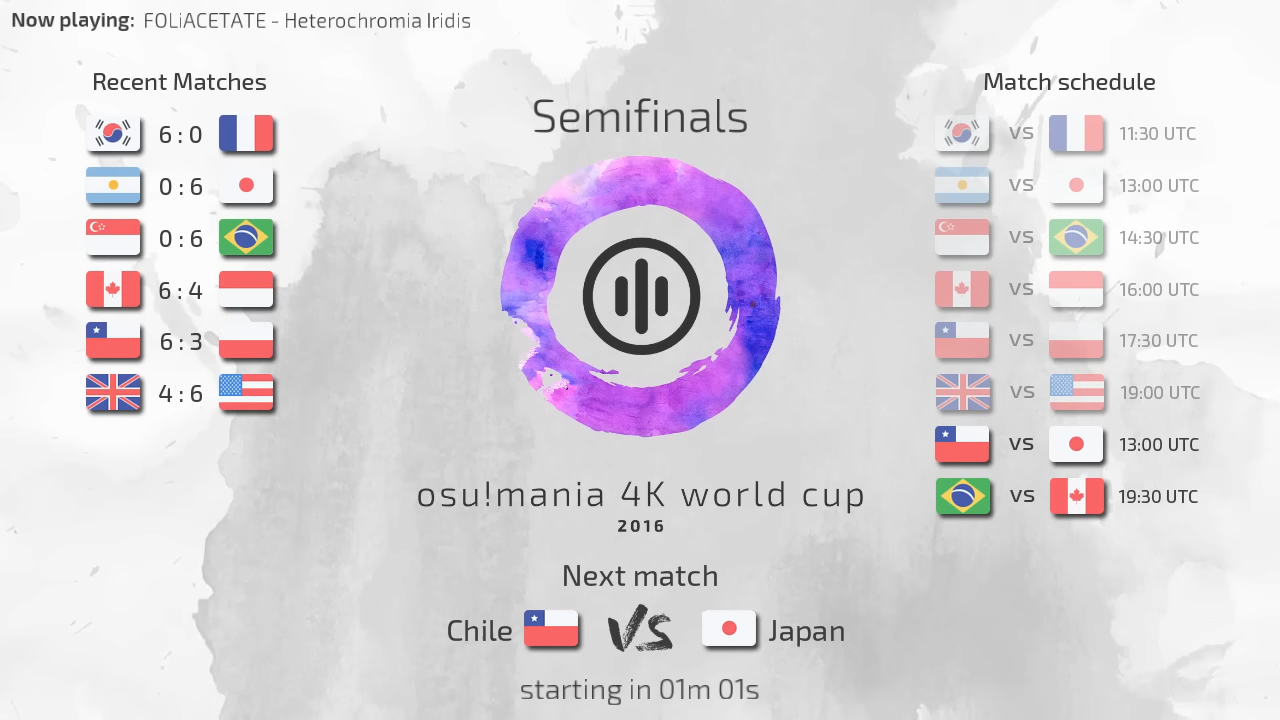 Now playing: FOLiACETATE - Heterochromia Iridis
Recent Matches
6 : 0
0 : 6
0 : 6
6 : 4
6 : 3
4 : 6
Semifinals
osu!mania 4K world cup
2016
Next match
Chile VS Japan
starting in 01m 01s
Match schedule
VS 11:30 UTC
VS 13:00 UTC
VS 14:30 UTC
VS 16:00 UTC
VS 17:30 UTC
VS 19:00 UTC
VS 13:00 UTC
VS 19:30 UTC